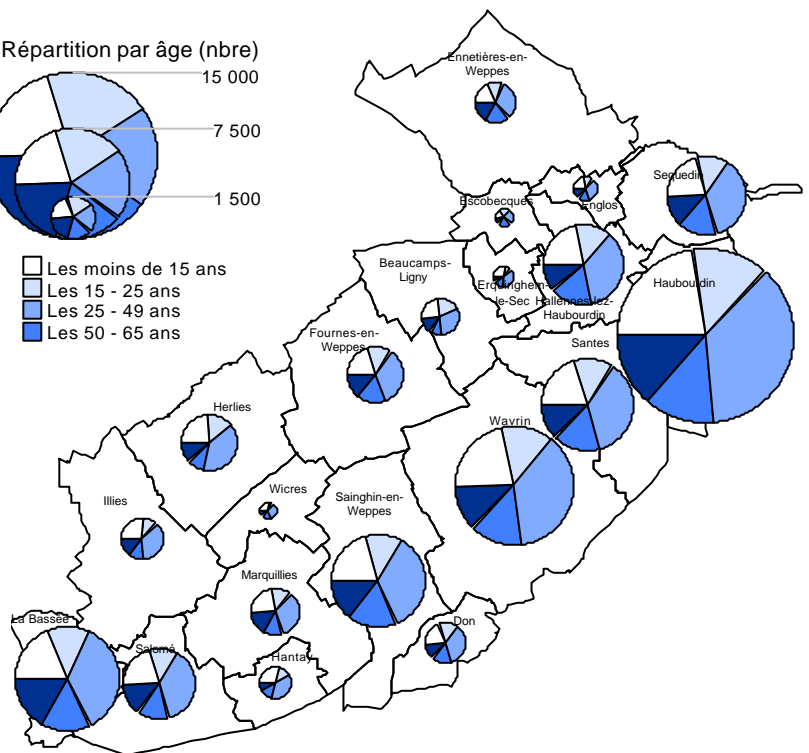 Répartition par âge (nbre)
15 000
7 500
1 500
Les moins de 15 ans
Les 15 - 25 ans
Les 25 - 49 ans
Les 50 - 65 ans
Ennetières-en-
Weppes
Sequedin
Englos
Escobecques
Beaucamps-
Ligny
Erquinghem-
le-Sec
Hallennes-lez-
Haubourdin
Haubourdin
Fournes-en-
Weppes
Santes
Herlies
Wavrin
Wicres
Illies
Sainghin-en-
Weppes
Marquillies
La Bassée
Salomé
Hantay
Don